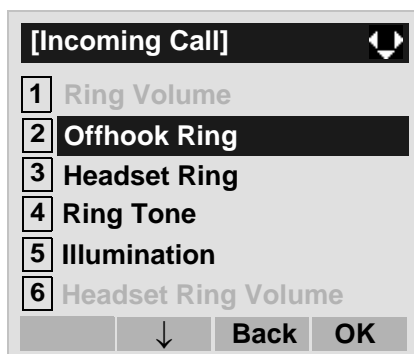 [Incoming Call]
1 Ring Volume
2 Offhook Ring
3 Headset Ring
4 Ring Tone
5 Illumination
6 Headset Ring Volume
↓ Back OK